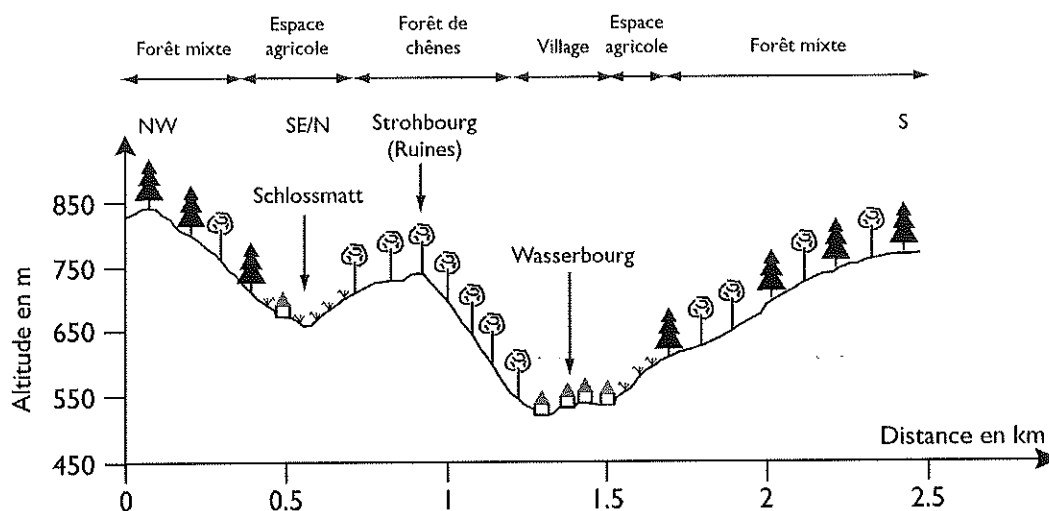 Espace
Forêt de
Espace
Forêt mixte
agricole
chênes
Village
agricole
Forêt mixte
NW
SE/N
Strohbourg
(Ruines)
S
Schlossmatt
Wasserbourg
Altitude en m
850
750
650
550
450
Distance en km
0
0.5
1
1.5
2
2.5